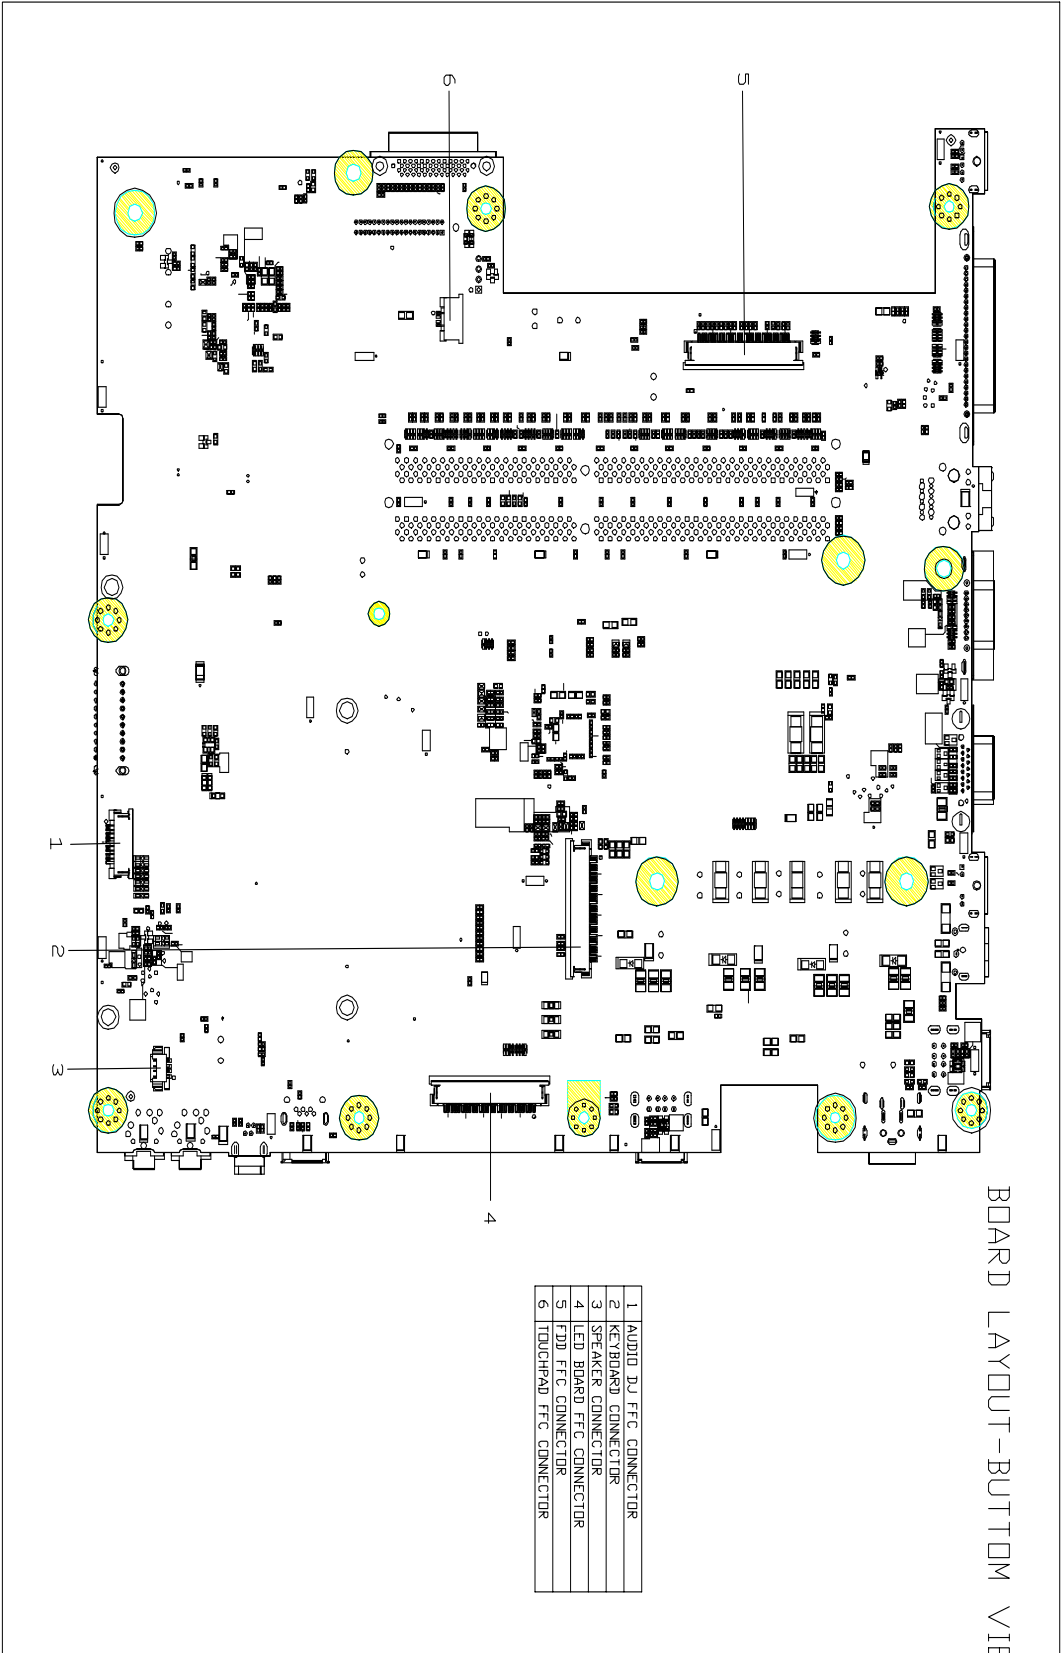 6
5
1
2
3
4
BOARD LAYOUT-BUTTOM VIE
1 AUDIO DJ FFC CONNECTOR
2 KEYBOARD CONNECTOR
3 SPEAKER CONNECTOR
4 LED BOARD FFC CONNECTOR
5 FDD FFC CONNECTOR
6 TOUCHPAD FFC CONNECTOR